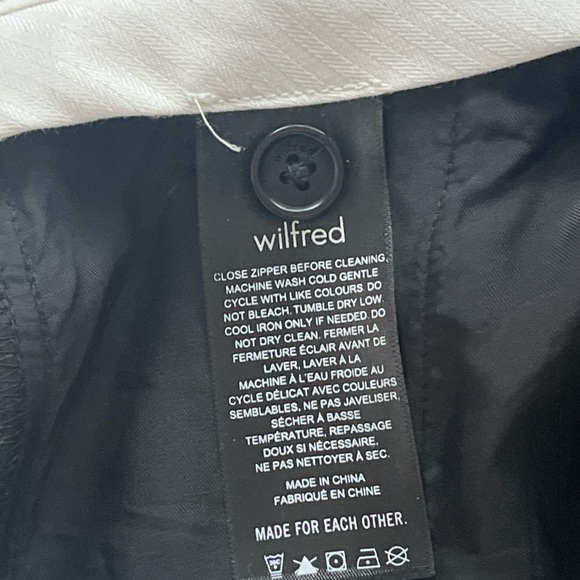 wilfred
CLOSE ZIPPER BEFORE CLEANING.
MACHINE WASH COLD GENTLE
CYCLE WITH LIKE COLOURS. DO
NOT BLEACH. TUMBLE DRY LOW.
COOL IRON ONLY IF NEEDED. DO
NOT DRY CLEAN. FERMER LA
FERMETURE ÉCLAIR AVANT DE
LAVER, LAVER À LA
MACHINE À L'EAU FROIDE AU
CYCLE DÉLICAT AVEC COULEURS
SEMBLABLES, NE PAS JAVELISER,
SÉCHER À BASSE
TEMPÉRATURE, REPASSAGE
DOUX SI NÉCESSAIRE,
NE PAS NETTOYER À SEC.
MADE IN CHINA
FABRIQUÉ EN CHINE
MADE FOR EACH OTHER.